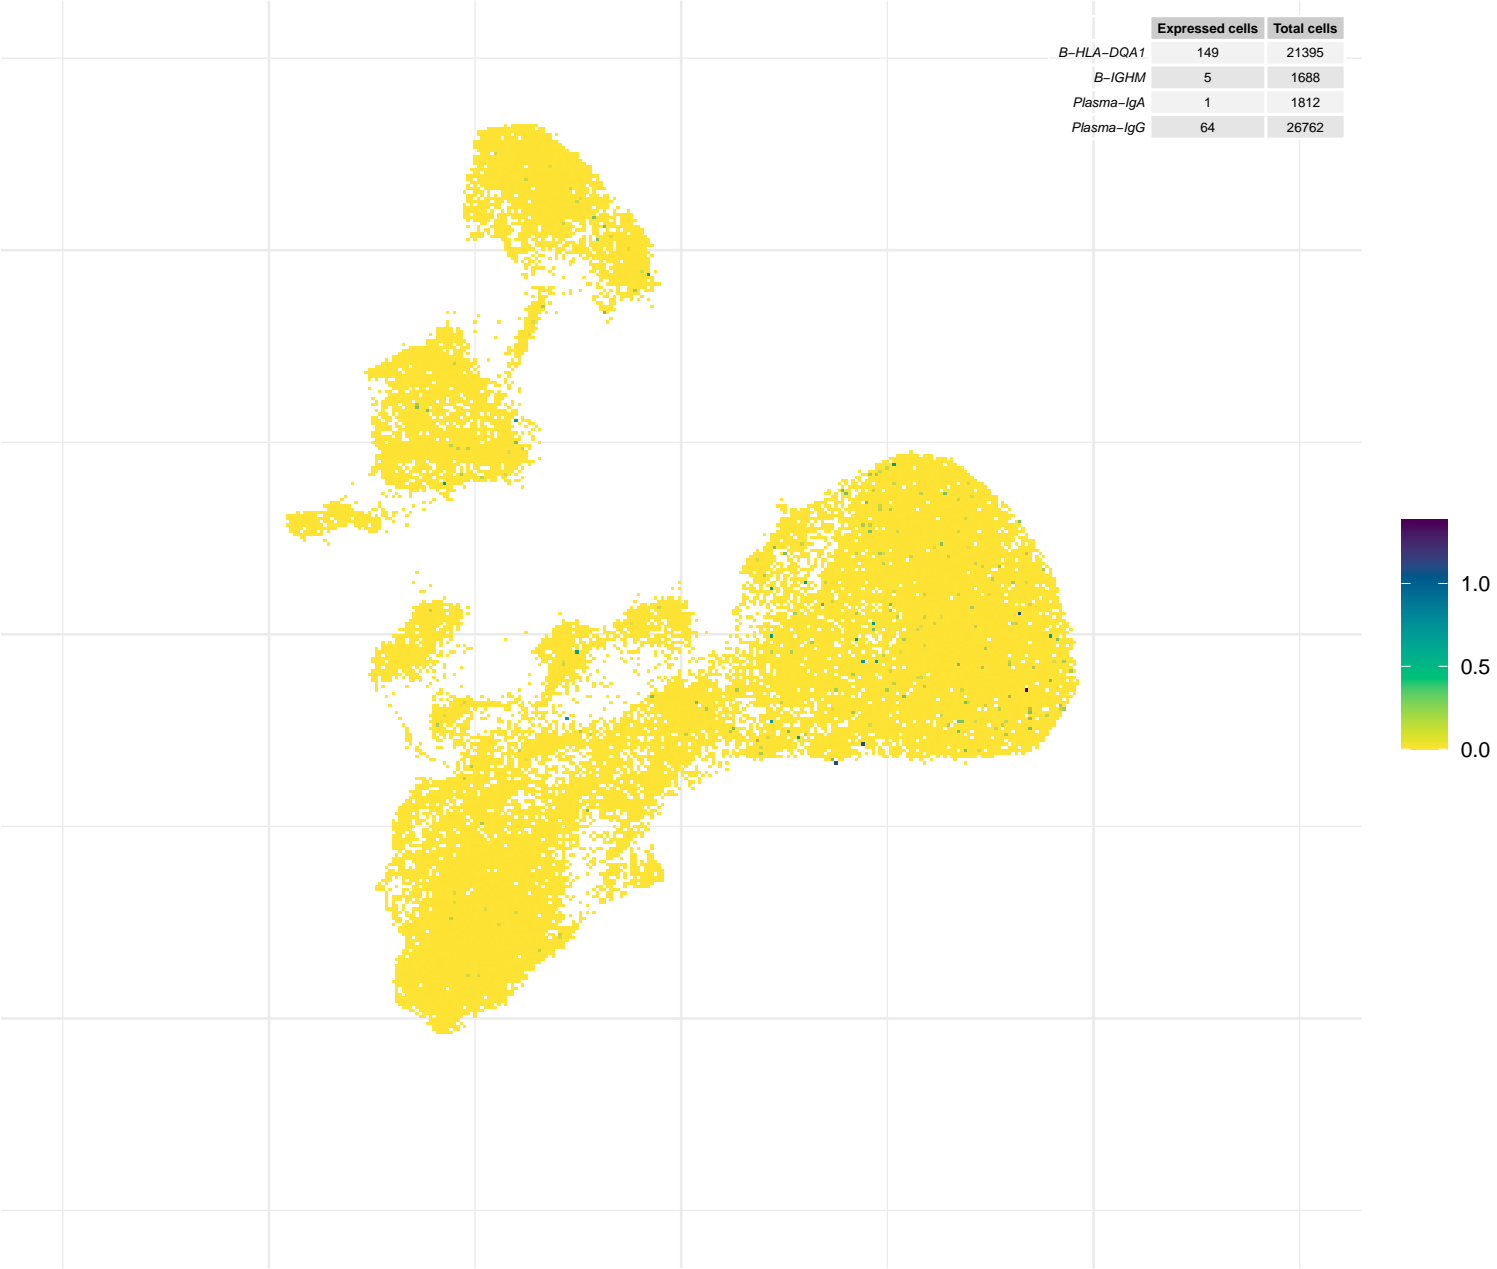 Expressed cells Total cells
B−HLA−DQA1 149 21395
B−IGHM 5 1688
Plasma−IgA 1 1812
Plasma−IgG 64 26762
1.0
0.5
0.0